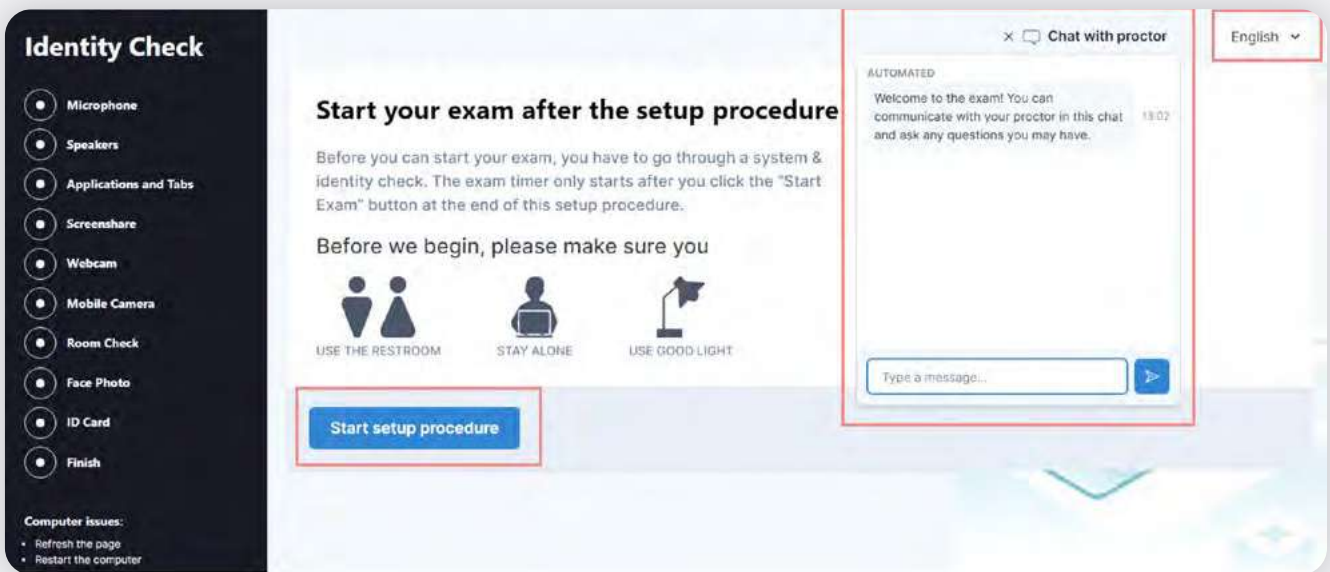 Identity Check
Microphone
Speakers
Applications and Tabs
Screenshare
Webcam
Mobile Camera
Room Check
Face Photo
ID Card
Finish
Computer issues:
• Refresh the page
• Restart the computer
Start your exam after the setup procedure
Before you can start your exam, you have to go through a system &
identity check. The exam timer only starts after you click the "Start
Exam" button at the end of this setup procedure.
Before we begin, please make sure you
USE THE RESTROOM
STAY ALONE
USE GOOD LIGHT
Start setup procedure
× Chat with proctor
AUTOMATED
Welcome to the exam! You can
communicate with your proctor in this chat
and ask any questions you may have.
13:02
Type a message...
English